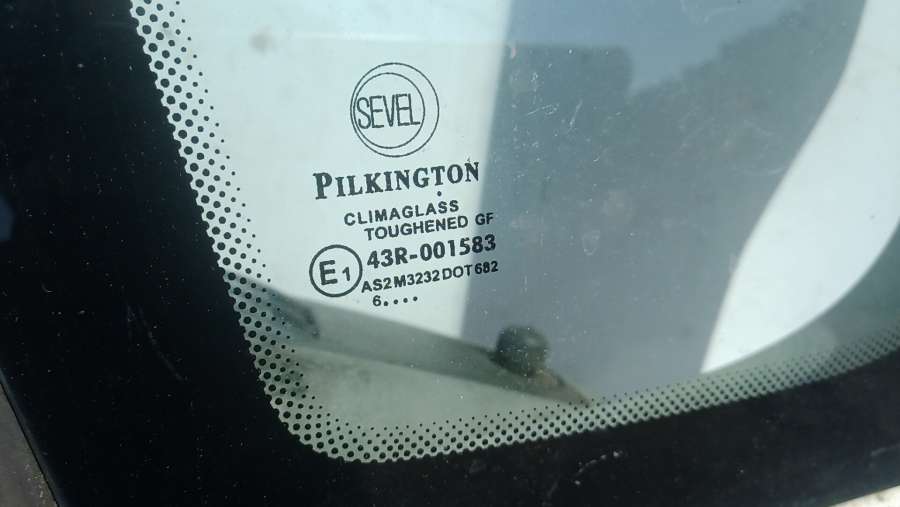 SEVEL
PILKINGTON
CLIMAGLASS
TOUGHENED GF
E1 43R-001583
AS2 M3232 DOT 682
6....